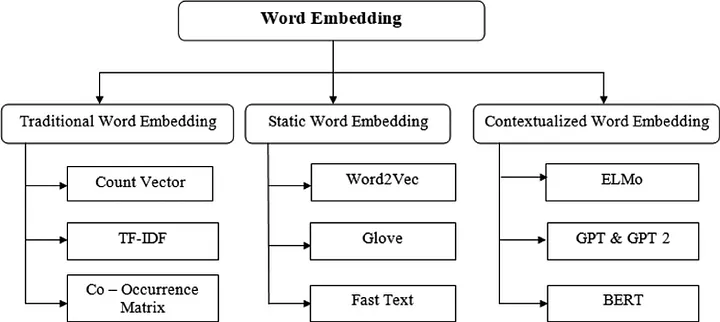 Word Embedding
Traditional Word Embedding
Static Word Embedding
Contextualized Word Embedding
Count Vector
Word2Vec
ELMo
TF-IDF
Glove
GPT & GPT 2
Co – Occurrence
Matrix
Fast Text
BERT